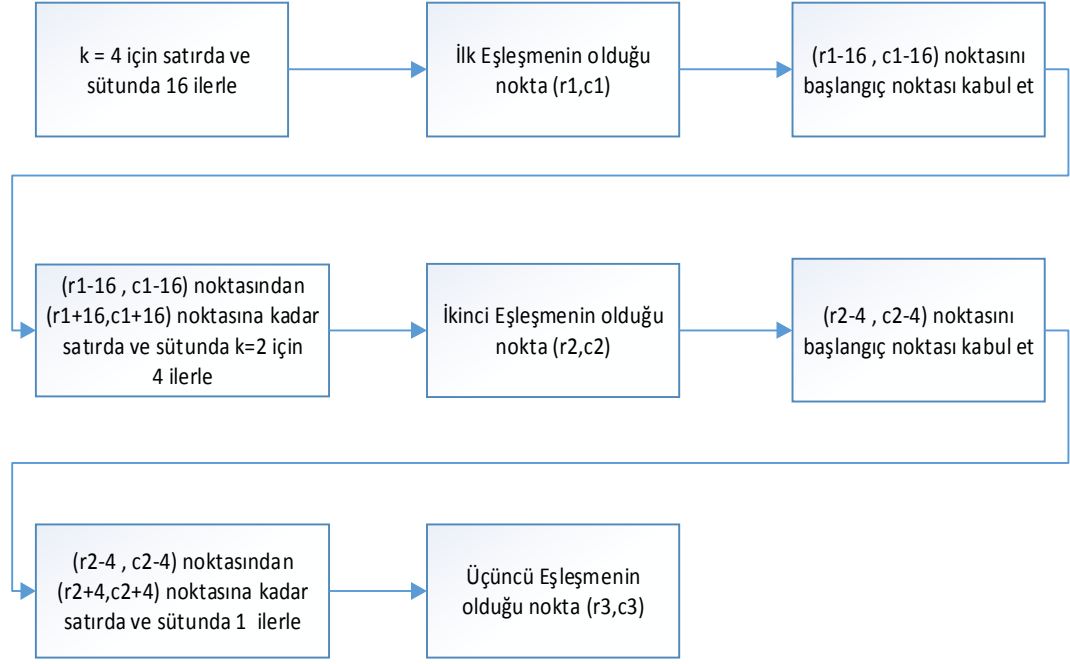 k = 4 için satırda ve
sütunda 16 ilerle
İlk Eşleşmenin olduğu
nokta (r1,c1)
(r1-16 , c1-16) noktasını
başlangıç noktası kabul et
(r1-16 , c1-16) noktasından
(r1+16,c1+16) noktasına kadar
satırda ve sütunda k=2 için
4 ilerle
İkinci Eşleşmenin olduğu
nokta (r2,c2)
(r2-4 , c2-4) noktasını
başlangıç noktası kabul et
(r2-4 , c2-4) noktasından
(r2+4,c2+4) noktasına kadar
satırda ve sütunda 1 ilerle
Üçüncü Eşleşmenin
olduğu nokta (r3,c3)